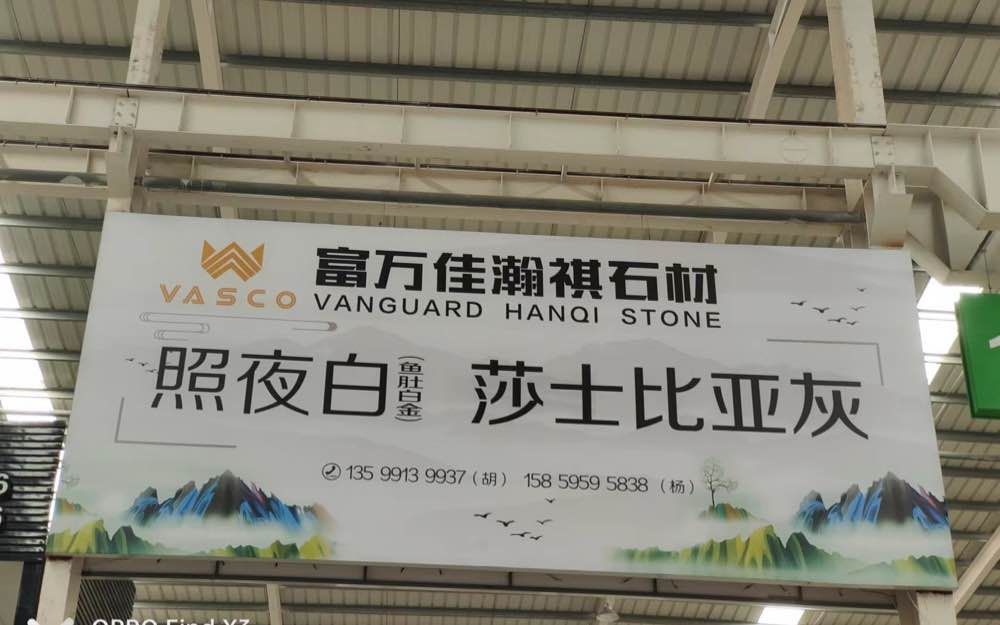 VASCO
富万佳瀚祺石材
VANGUARD HANQI STONE
照夜白(鱼肚白金) 莎士比亚灰
135 9913 9937(胡) 158 5959 5838(杨)